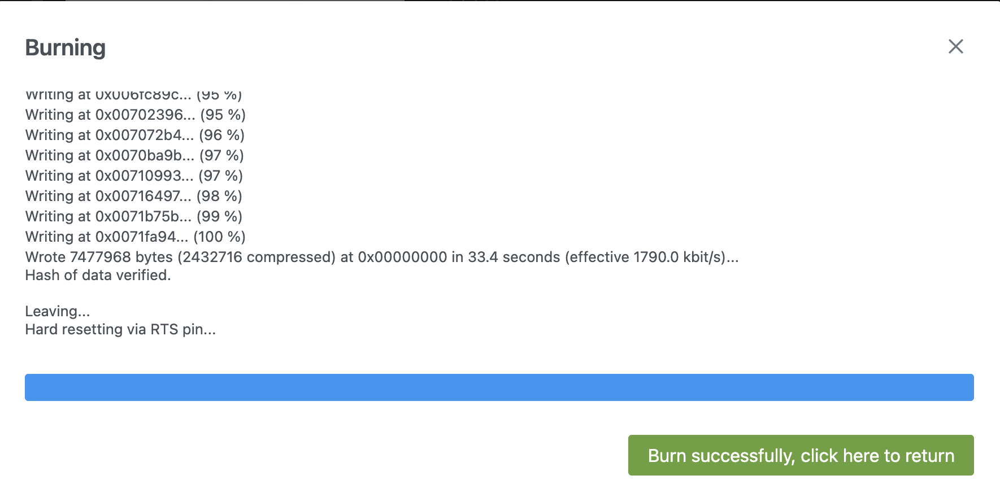 Burning
Writing at 0x006fc89c... (95 %)
Writing at 0x00702396... (95 %)
Writing at 0x007072b4... (96 %)
Writing at 0x0070ba9b... (97 %)
Writing at 0x00710993... (97 %)
Writing at 0x00716497... (98 %)
Writing at 0x0071b75b... (99 %)
Writing at 0x0071fa94... (100 %)
Wrote 7477968 bytes (2432716 compressed) at 0x00000000 in 33.4 seconds (effective 1790.0 kbit/s)...
Hash of data verified.
Leaving...
Hard resetting via RTS pin...
Burn successfully, click here to return